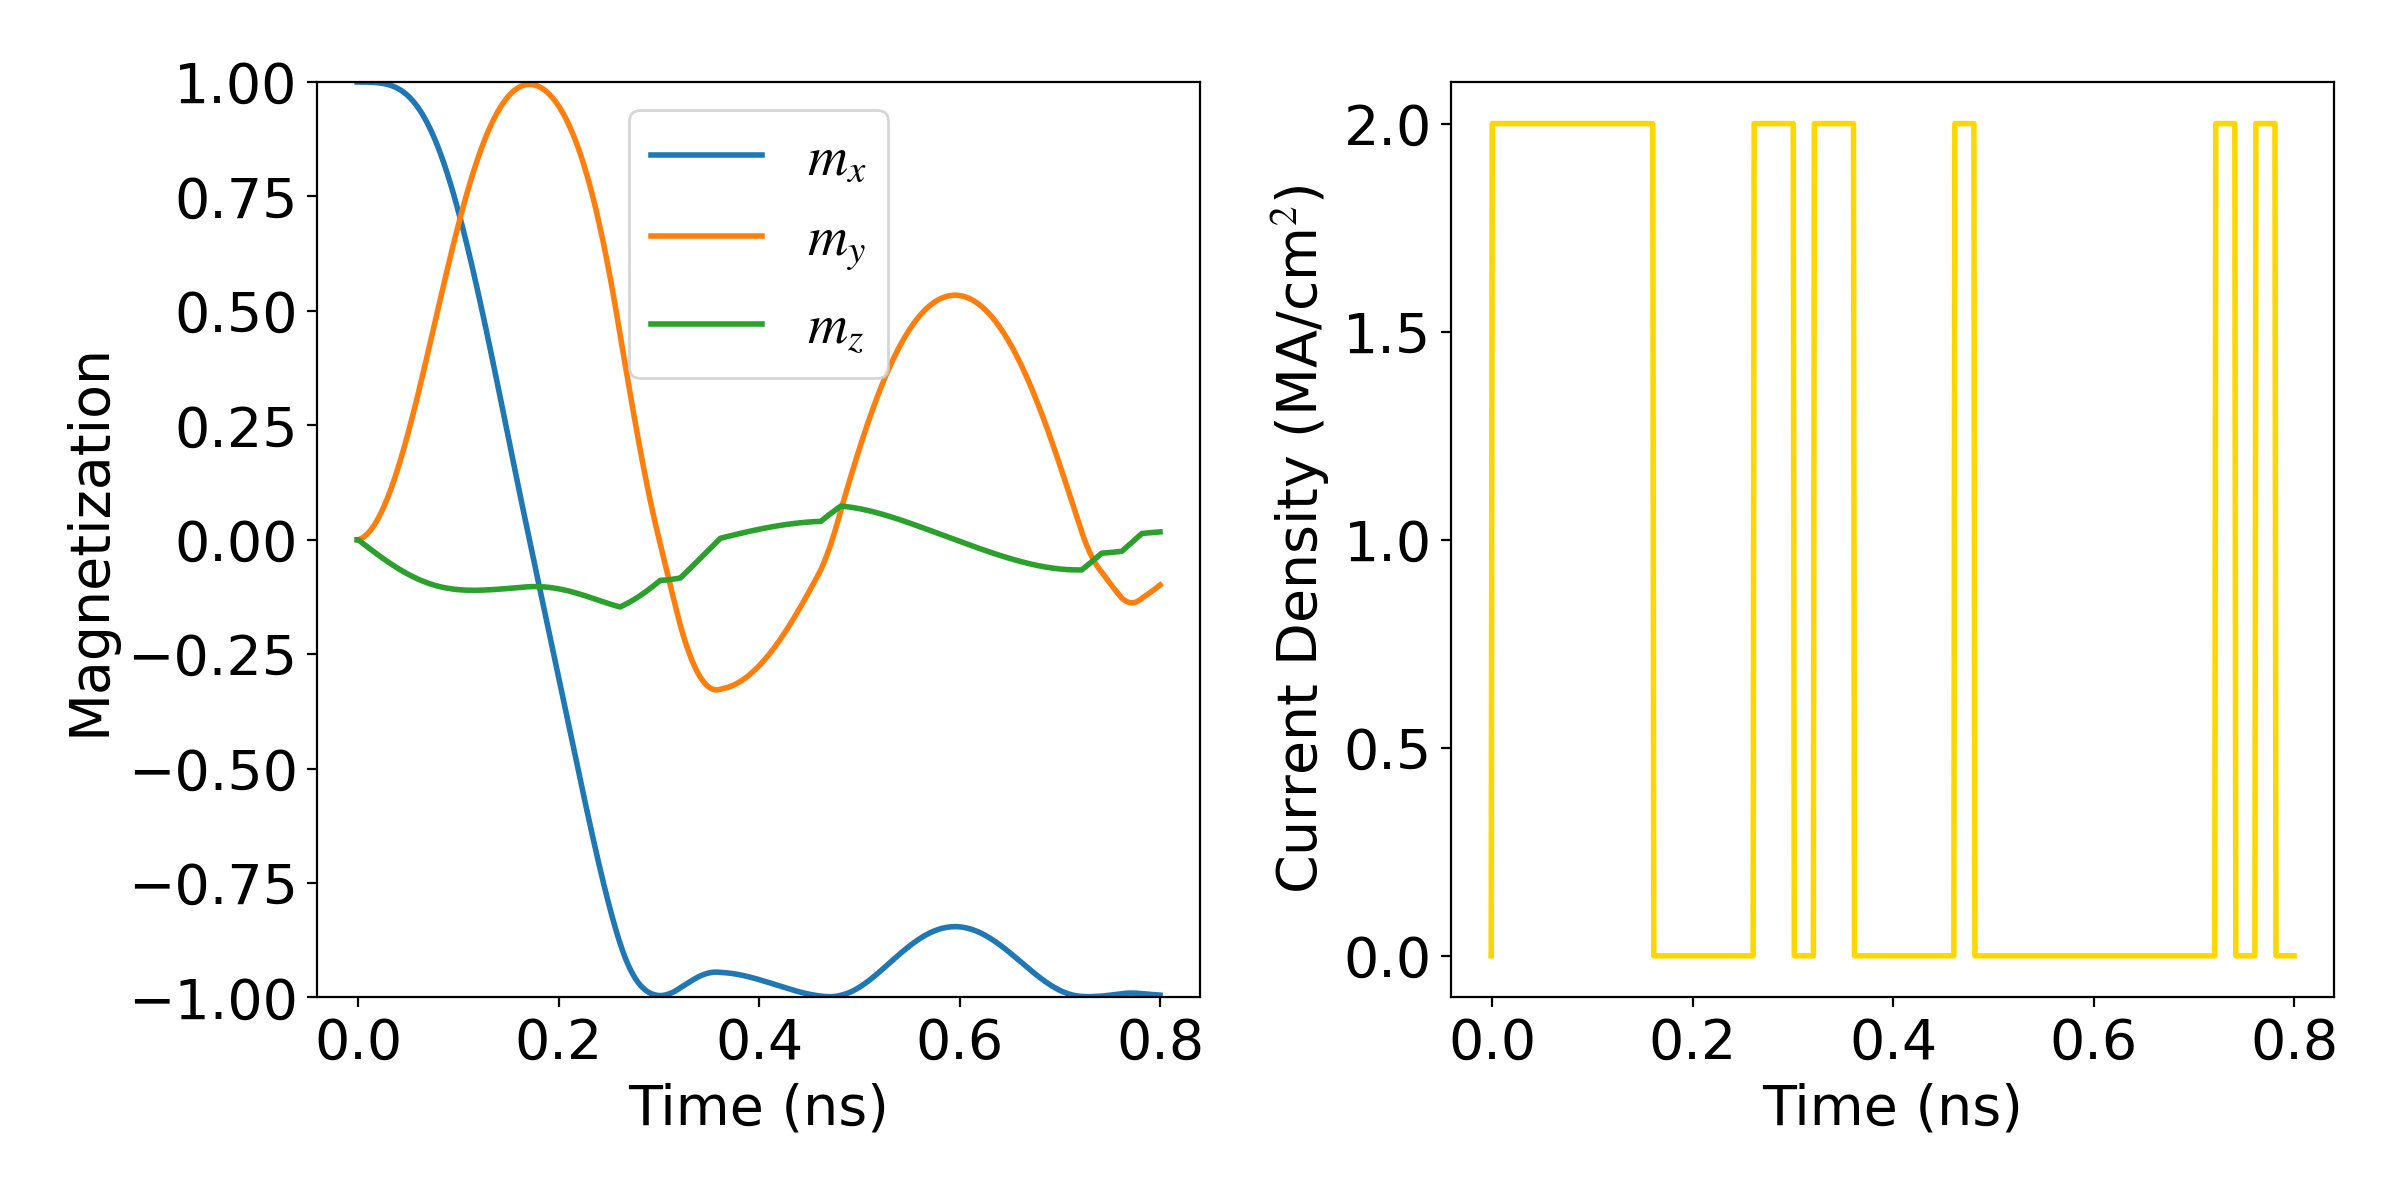 1.00
0.75
0.50
0.25
0.00
−0.25
−0.50
−0.75
−1.00
Magnetization
0.0 0.2 0.4 0.6 0.8
Time (ns)
mₓ
m_y
m_z
2.0
1.5
1.0
0.5
0.0
Current Density (MA/cm²)
0.0 0.2 0.4 0.6 0.8
Time (ns)